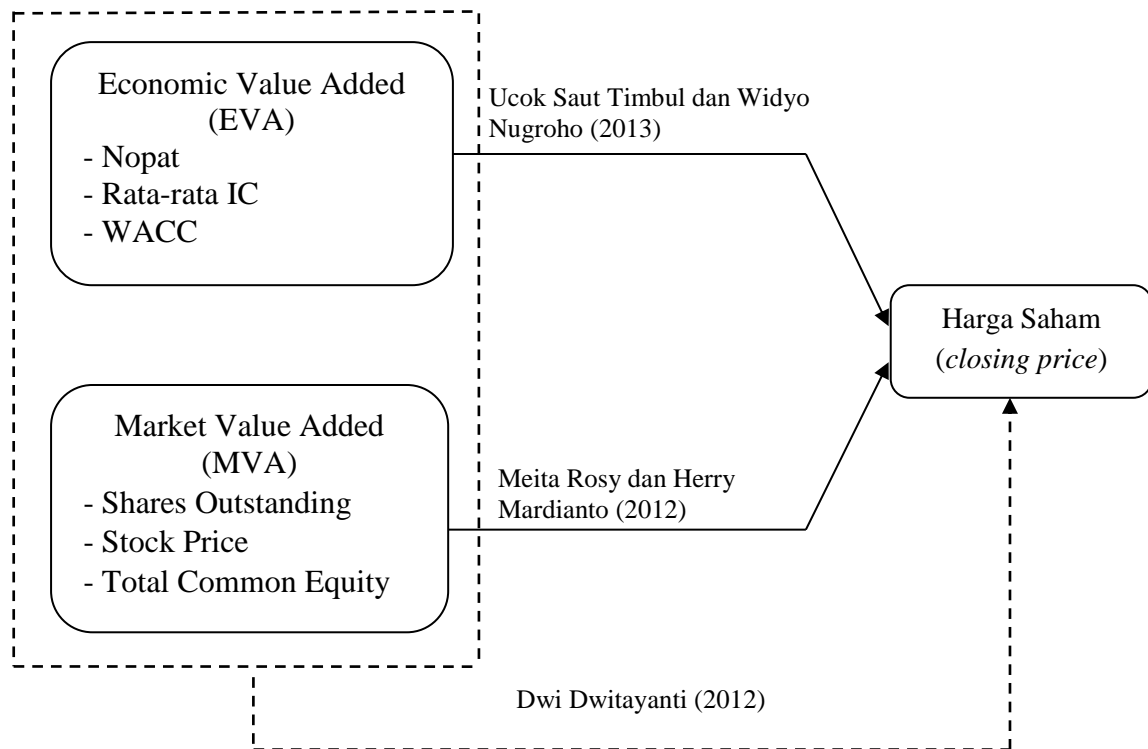 Economic Value Added
(EVA)
- Nopat
- Rata-rata IC
- WACC
Ucok Saut Timbul dan Widyo
Nugroho (2013)
Harga Saham
(closing price)
Market Value Added
(MVA)
- Shares Outstanding
- Stock Price
- Total Common Equity
Meita Rosy dan Herry
Mardianto (2012)
Dwi Dwitayanti (2012)